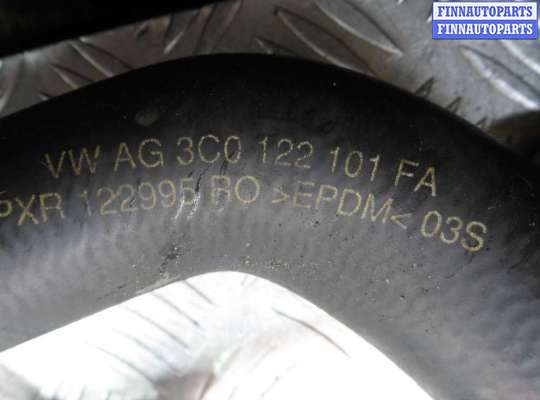 FINNAUTOPARTS
FINNAUTOPARTS
VW AG 3C0 122 101 FA
PXR 122995 RO >EPDM< 03S